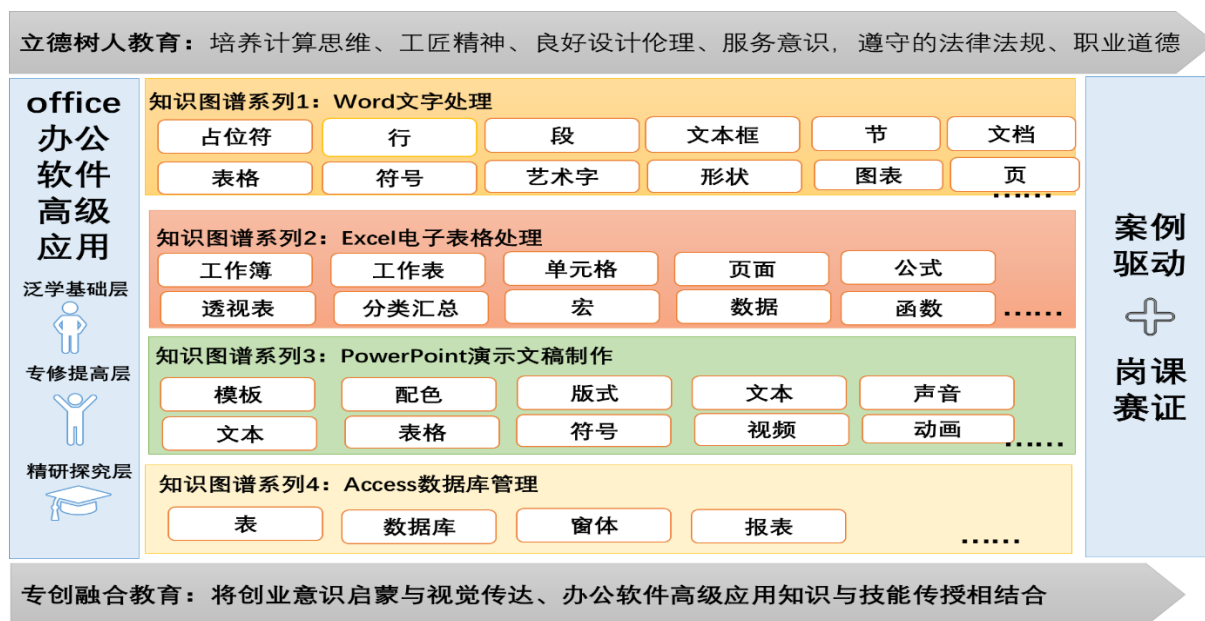 立德树人教育：培养计算思维、工匠精神、良好设计伦理、服务意识，遵守的法律法规、职业道德
office
办公
软件
高级
应用
泛学基础层
专修提高层
精研探究层
知识图谱系列1：Word文字处理
占位符 行 段 文本框 节 文档
表格 符号 艺术字 形状 图表 页
······
知识图谱系列2：Excel电子表格处理
工作簿 工作表 单元格 页面 公式
透视表 分类汇总 宏 数据 函数 ······
知识图谱系列3：PowerPoint演示文稿制作
模板 配色 版式 文本 声音
文本 表格 符号 视频 动画 ······
知识图谱系列4：Access数据库管理
表 数据库 窗体 报表 ······
案例
驱动
岗课
赛证
专创融合教育：将创业意识启蒙与视觉传达、办公软件高级应用知识与技能传授相结合